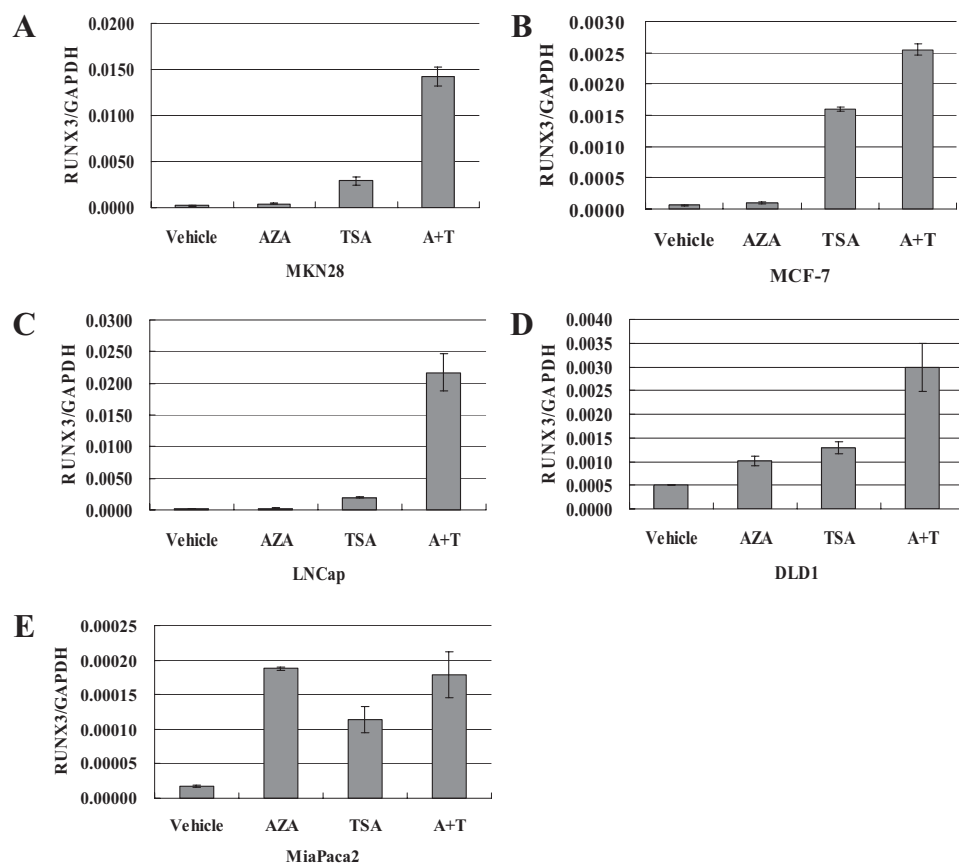 A
RUNX3/GAPDH
0.0200
0.0150
0.0100
0.0050
0.0000
Vehicle AZA TSA A+T
MKN28
B
RUNX3/GAPDH
0.0030
0.0025
0.0020
0.0015
0.0010
0.0005
0.0000
Vehicle AZA TSA A+T
MCF-7
C
RUNX3/GAPDH
0.0300
0.0250
0.0200
0.0150
0.0100
0.0050
0.0000
Vehicle AZA TSA A+T
LNCap
D
RUNX3/GAPDH
0.0040
0.0035
0.0030
0.0025
0.0020
0.0015
0.0010
0.0005
0.0000
Vehicle AZA TSA A+T
DLD1
E
RUNX3/GAPDH
0.00025
0.00020
0.00015
0.00010
0.00005
0.00000
Vehicle AZA TSA A+T
MiaPaca2